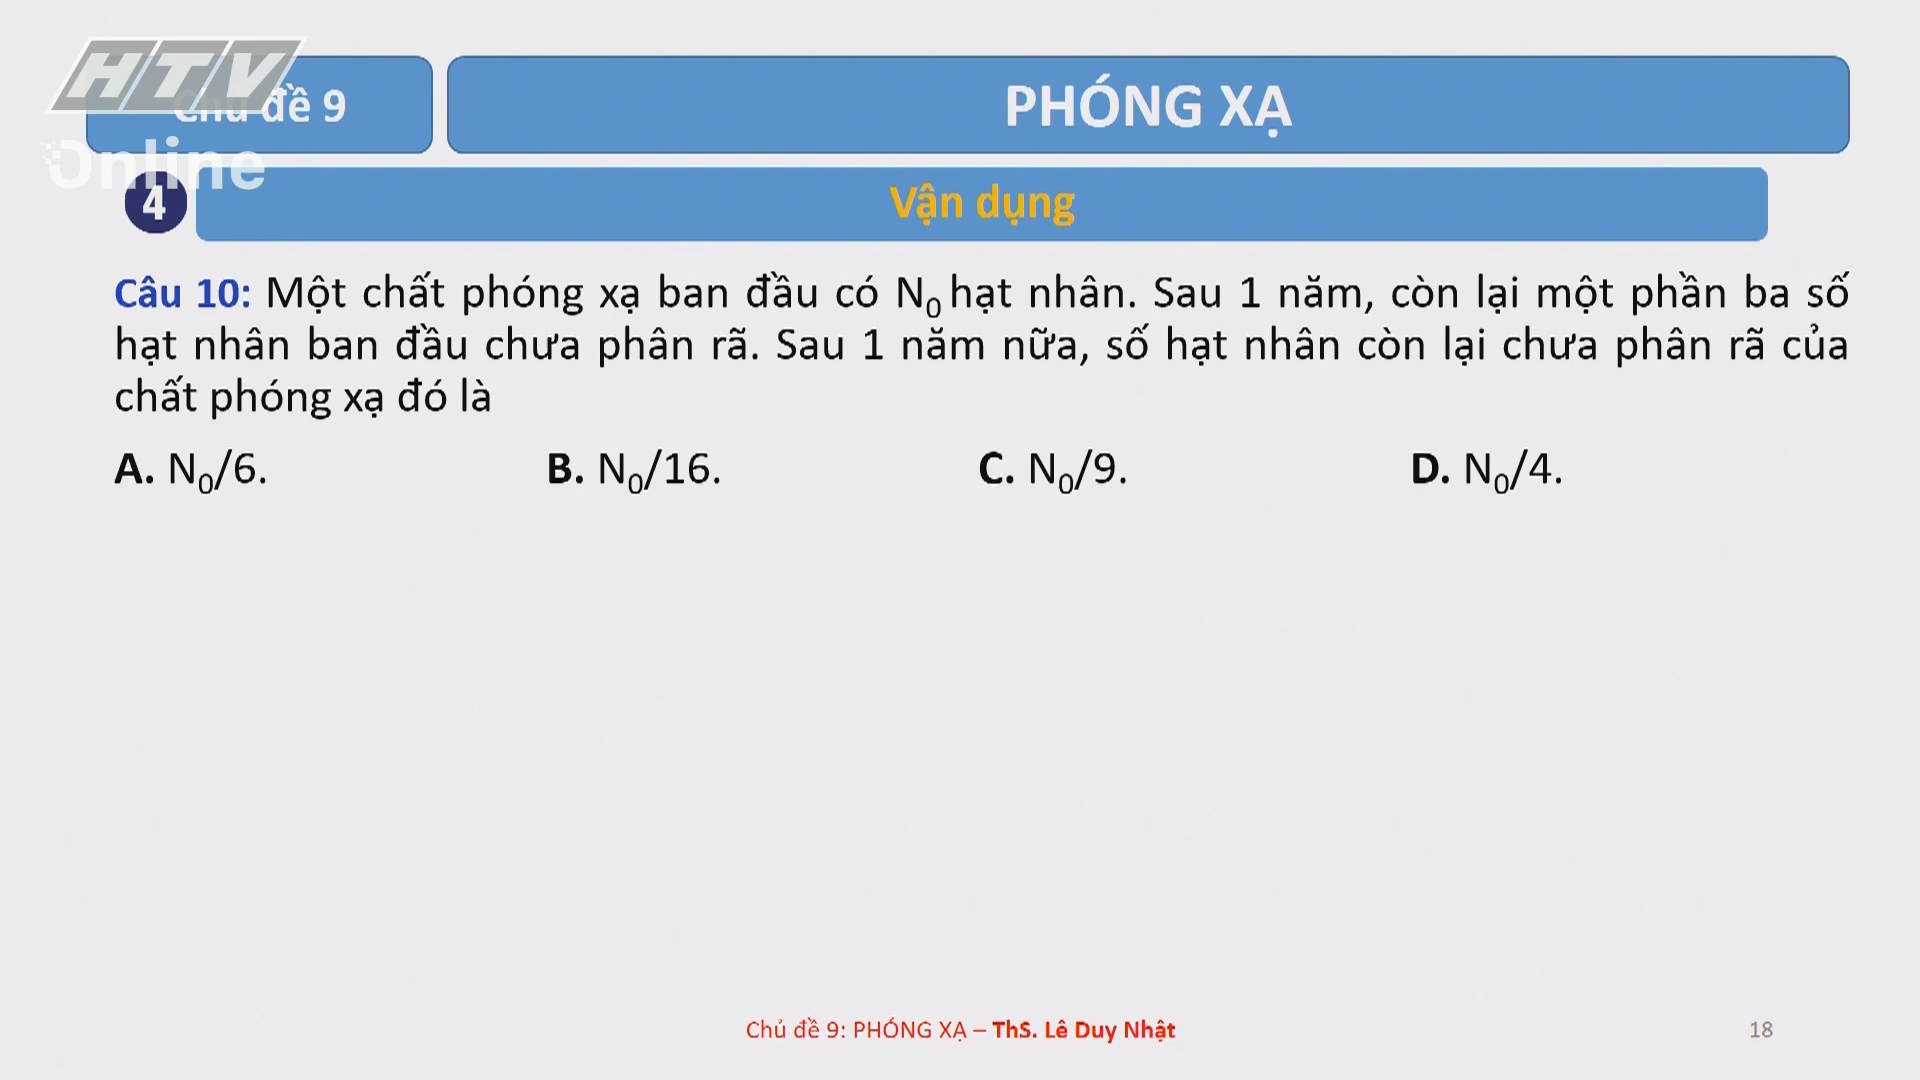 HTV
Online
Chủ đề 9
PHÓNG XẠ
4
Vận dụng
Câu 10: Một chất phóng xạ ban đầu có N₀ hạt nhân. Sau 1 năm, còn lại một phần ba số
hạt nhân ban đầu chưa phân rã. Sau 1 năm nữa, số hạt nhân còn lại chưa phân rã của
chất phóng xạ đó là
A. N₀/6. B. N₀/16. C. N₀/9. D. N₀/4.
Chủ đề 9: PHÓNG XẠ – ThS. Lê Duy Nhật
18